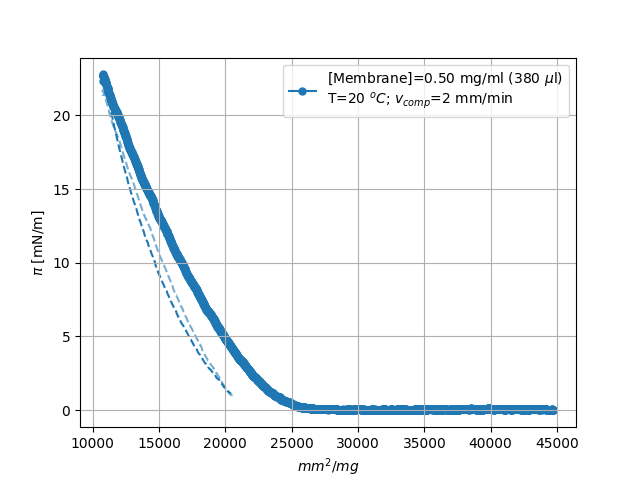 [Membrane]=0.50 mg/ml (380 μl)
T=20 °C; v_comp=2 mm/min
20
15
10
5
0
π [mN/m]
10000 15000 20000 25000 30000 35000 40000 45000
mm²/mg